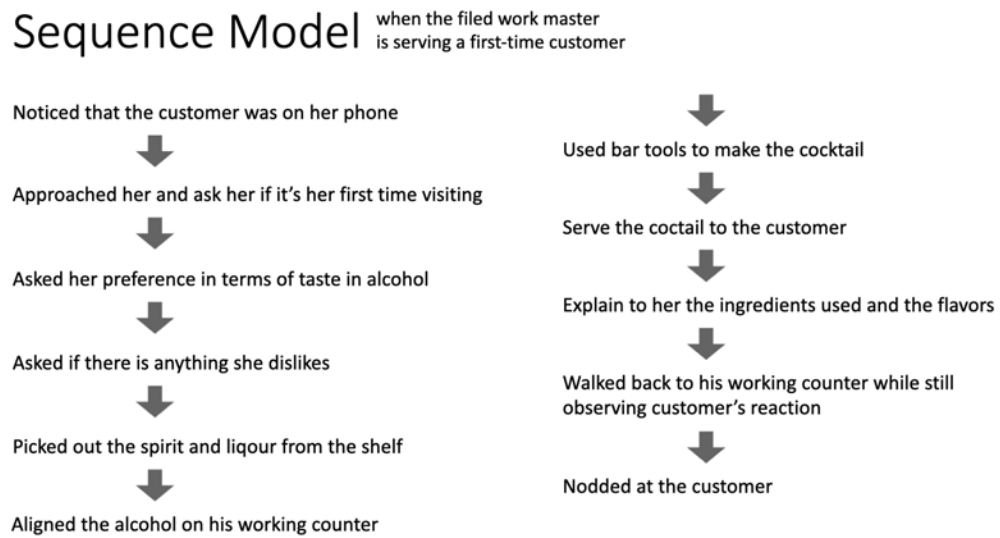 Sequence Model
when the filed work master
is serving a first-time customer
Noticed that the customer was on her phone
Approached her and ask her if it's her first time visiting
Asked her preference in terms of taste in alcohol
Asked if there is anything she dislikes
Picked out the spirit and liqour from the shelf
Aligned the alcohol on his working counter
Used bar tools to make the cocktail
Serve the coctail to the customer
Explain to her the ingredients used and the flavors
Walked back to his working counter while still
observing customer's reaction
Nodded at the customer